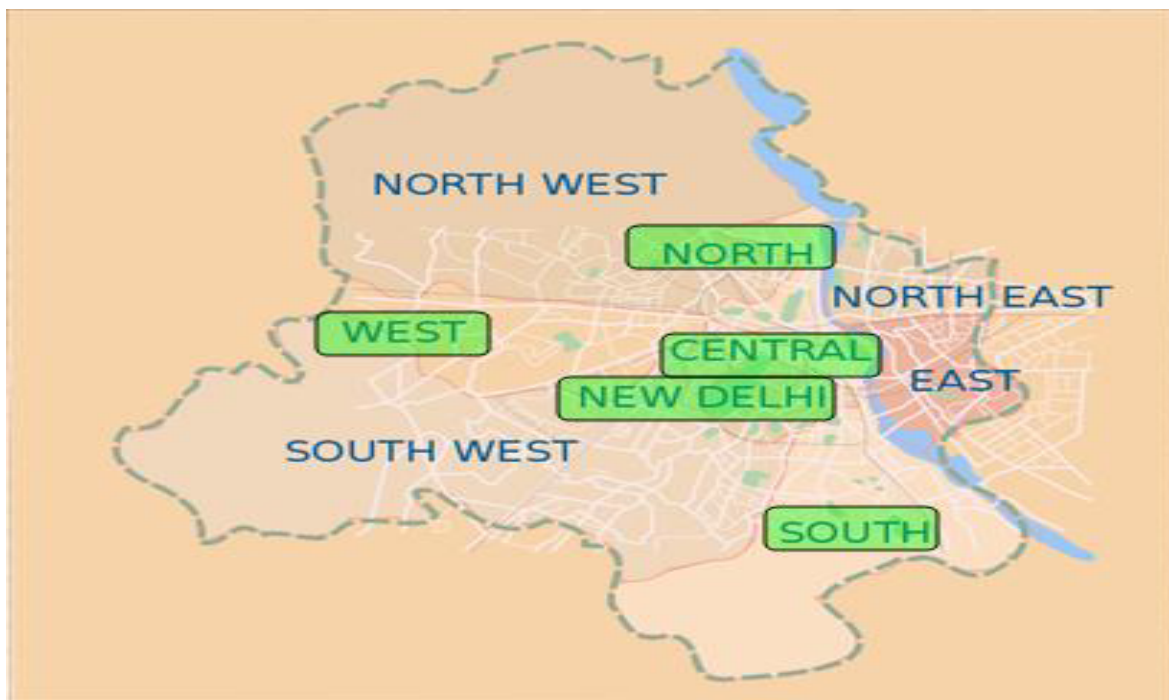 NORTH WEST
NORTH
NORTH EAST
WEST
CENTRAL
EAST
NEW DELHI
SOUTH WEST
SOUTH